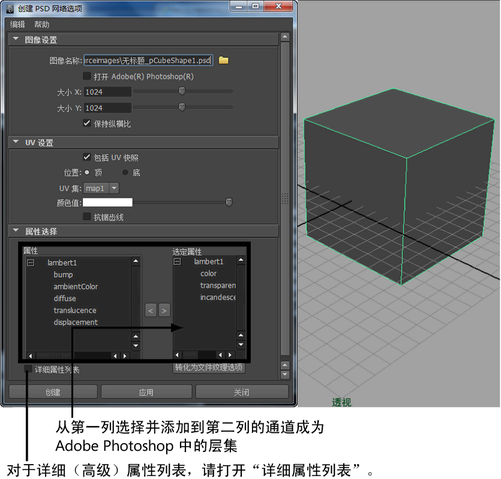 创建 PSD 网络选项
编辑 帮助
图像设置
图像名称: ırceimages\无标题_pCubeShape1.psd
打开 Adobe(R) Photoshop(R)
大小 X: 1024
大小 Y: 1024
保持纵横比
UV 设置
包括 UV 快照
位置: 顶 底
UV 集: map1
颜色值:
抗锯齿线
属性选择
属性 选定属性
lambert1 lambert1
bump color
ambientColor transparen
diffuse incandesce
translucence
displacement
< >
详细属性列表 转化为文件纹理选项
创建 应用 关闭
透视
从第一列选择并添加到第二列的通道成为
Adobe Photoshop 中的层集
对于详细（高级）属性列表，请打开“详细属性列表”。